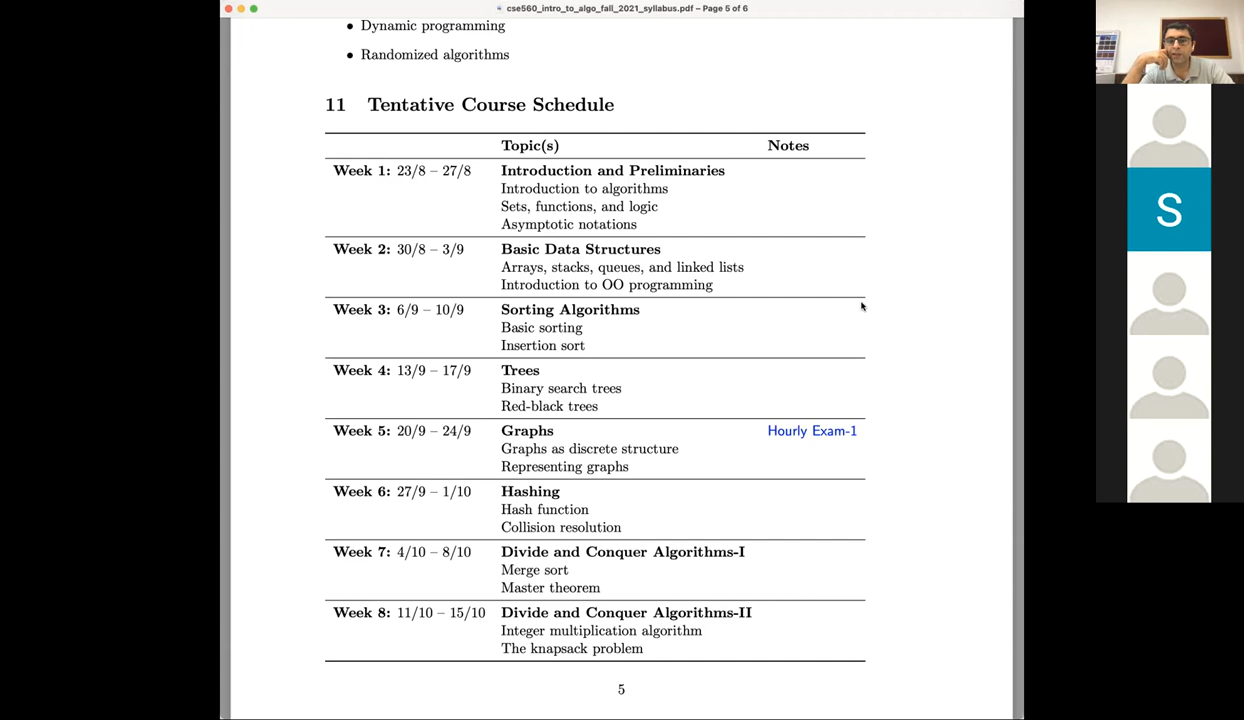 cse560_intro_to_algo_fall_2021_syllabus.pdf – Page 5 of 6
• Dynamic programming
• Randomized algorithms
11 Tentative Course Schedule
Topic(s) Notes
Week 1: 23/8 – 27/8 Introduction and Preliminaries
Introduction to algorithms
Sets, functions, and logic
Asymptotic notations
Week 2: 30/8 – 3/9 Basic Data Structures
Arrays, stacks, queues, and linked lists
Introduction to OO programming
Week 3: 6/9 – 10/9 Sorting Algorithms
Basic sorting
Insertion sort
Week 4: 13/9 – 17/9 Trees
Binary search trees
Red-black trees
Week 5: 20/9 – 24/9 Graphs Hourly Exam-1
Graphs as discrete structure
Representing graphs
Week 6: 27/9 – 1/10 Hashing
Hash function
Collision resolution
Week 7: 4/10 – 8/10 Divide and Conquer Algorithms-I
Merge sort
Master theorem
Week 8: 11/10 – 15/10 Divide and Conquer Algorithms-II
Integer multiplication algorithm
The knapsack problem
5
S